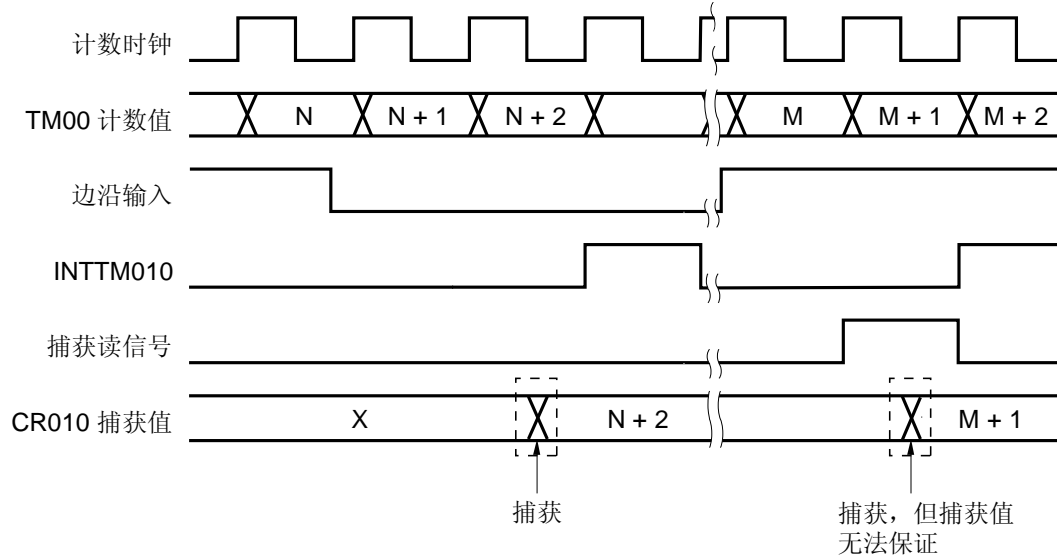 计数时钟
TM00 计数值 N N + 1 N + 2 M M + 1 M + 2
边沿输入
INTTM010
捕获读信号
CR010 捕获值 X N + 2 M + 1
捕获
捕获，但捕获值
无法保证